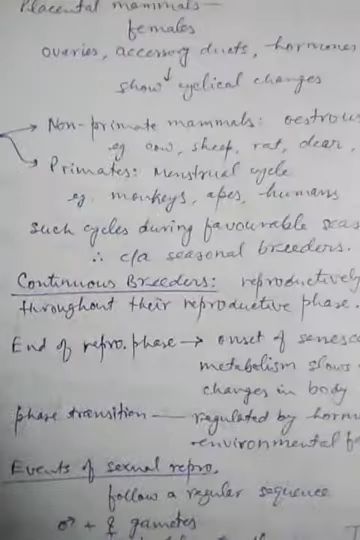 Placental mammals—
females
ovaries, accessory ducts, hormones
show cyclical changes
→ Non-primate mammals: oestrous
eg cow, sheep, rat, dear,
→ Primates: Menstrual cycle
eg. monkeys, apes, humans
such cycles during favourable seas
∴ c/a seasonal breeders.
Continuous Breeders: reproductively
throughout their reproductive phase.
End of repro. phase → onset of senesc
metabolism slows
changes in body
phase transition — regulated by horm
environmental fa
Events of sexual repro.
follow a regular sequence
♂ + ♀ gametes